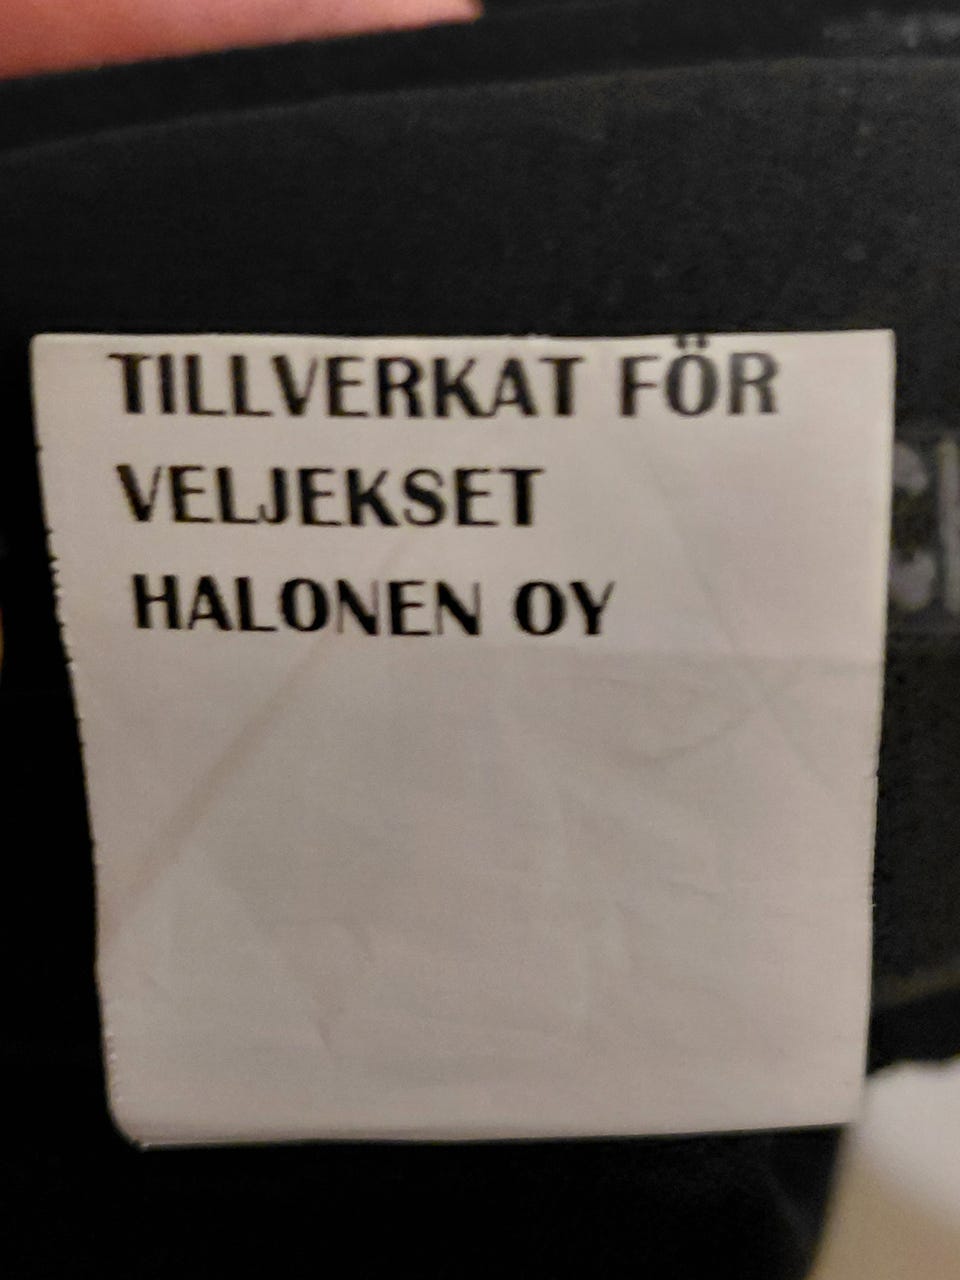 TILLVERKAT FÖR
VELJEKSET
HALONEN OY